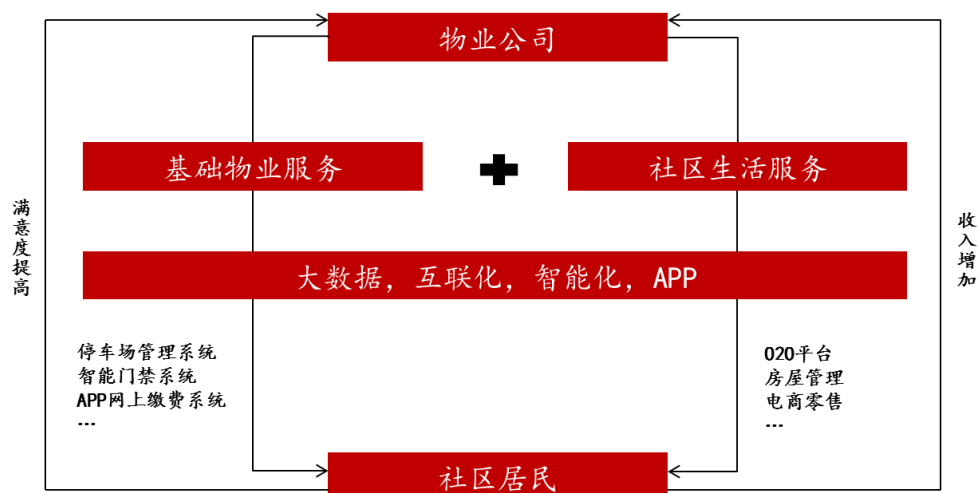 物业公司
基础物业服务
社区生活服务
满意度提高
收入增加
大数据，互联化，智能化，APP
停车场管理系统
智能门禁系统
APP网上缴费系统
…
O2O平台
房屋管理
电商零售
…
社区居民